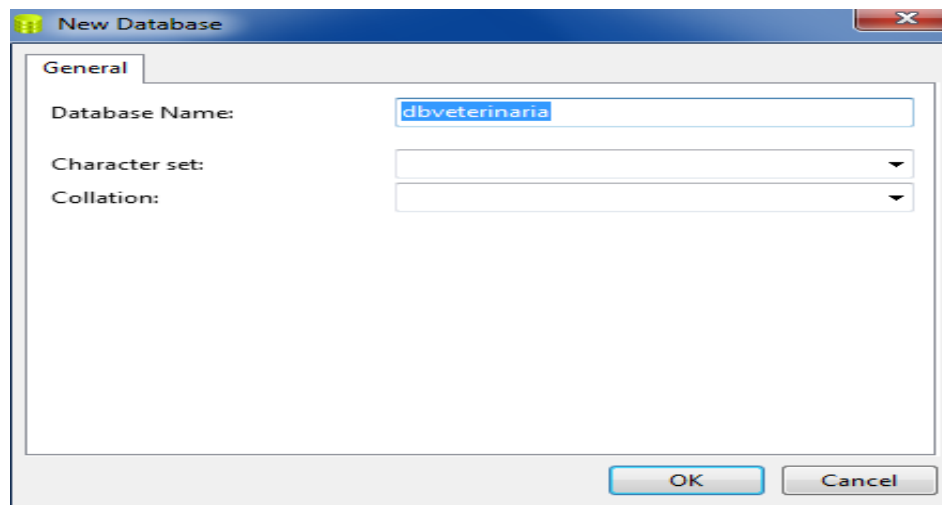 New Database
General
Database Name: dbveterinaria
Character set:
Collation:
OK Cancel